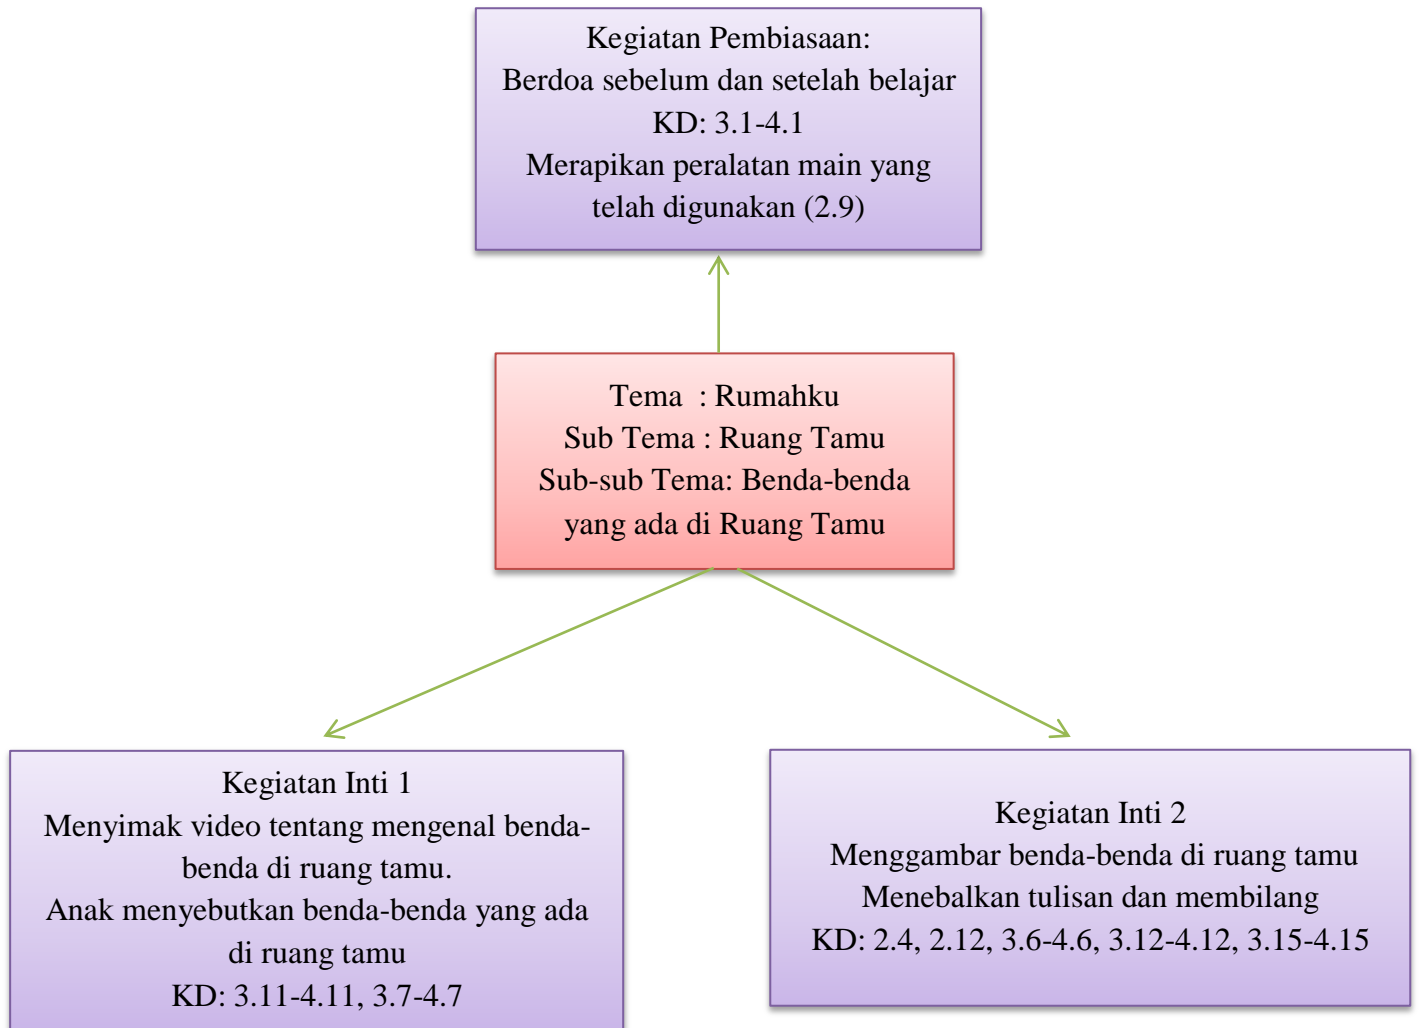 Kegiatan Pembiasaan:
Berdoa sebelum dan setelah belajar
KD: 3.1-4.1
Merapikan peralatan main yang
telah digunakan (2.9)
Tema : Rumahku
Sub Tema : Ruang Tamu
Sub-sub Tema: Benda-benda
yang ada di Ruang Tamu
Kegiatan Inti 1
Menyimak video tentang mengenal benda-
benda di ruang tamu.
Anak menyebutkan benda-benda yang ada
di ruang tamu
KD: 3.11-4.11, 3.7-4.7
Kegiatan Inti 2
Menggambar benda-benda di ruang tamu
Menebalkan tulisan dan membilang
KD: 2.4, 2.12, 3.6-4.6, 3.12-4.12, 3.15-4.15